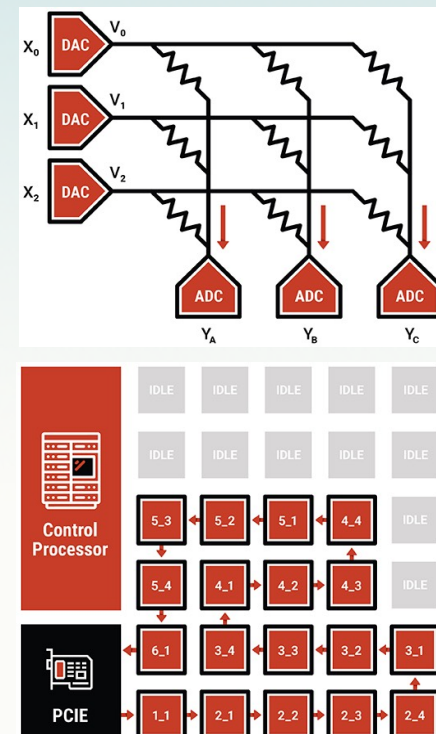 X0 DAC V0
X1 DAC V1
X2 DAC V2
ADC ADC ADC
YA YB YC
IDLE IDLE IDLE IDLE IDLE
IDLE IDLE IDLE IDLE IDLE
Control
Processor
5_3 5_2 5_1 4_4 IDLE
5_4 4_1 4_2 4_3 IDLE
6_1 3_4 3_3 3_2 3_1
PCIE
1_1 2_1 2_2 2_3 2_4